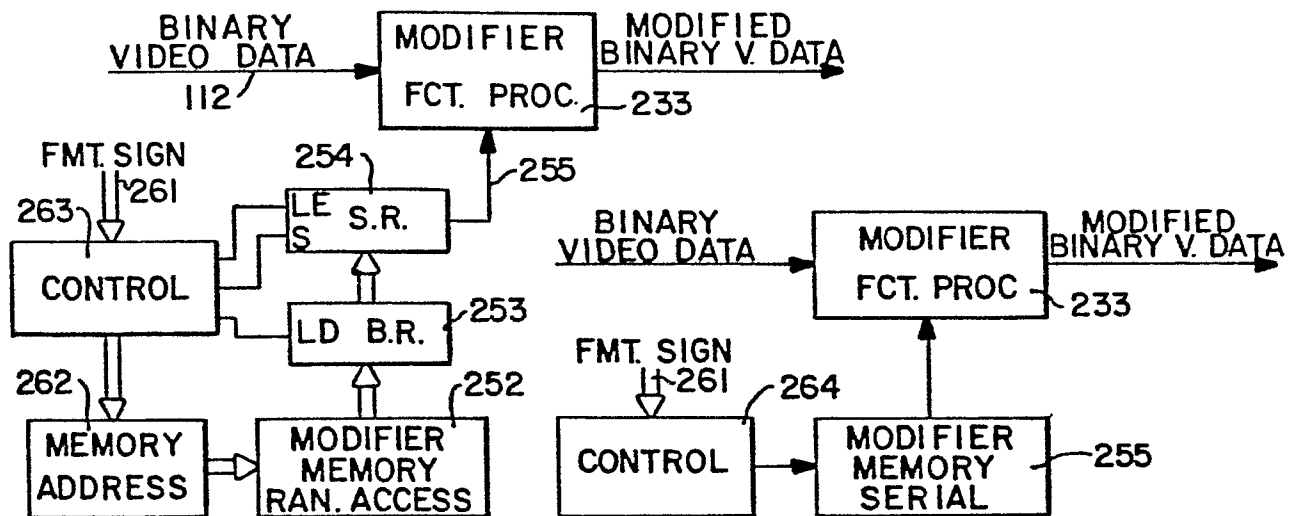 BINARY
VIDEO DATA
112
MODIFIER
FCT. PROC.
233
MODIFIED
BINARY V. DATA
FMT. SIGN
261
263
CONTROL
254
LE S.R.
S
255
LD B.R.
253
262
MEMORY
ADDRESS
252
MODIFIER
MEMORY
RAN. ACCESS
BINARY
VIDEO DATA
MODIFIER
FCT. PROC
233
MODIFIED
BINARY V. DATA
FMT. SIGN
261
264
CONTROL
MODIFIER
MEMORY
SERIAL
255